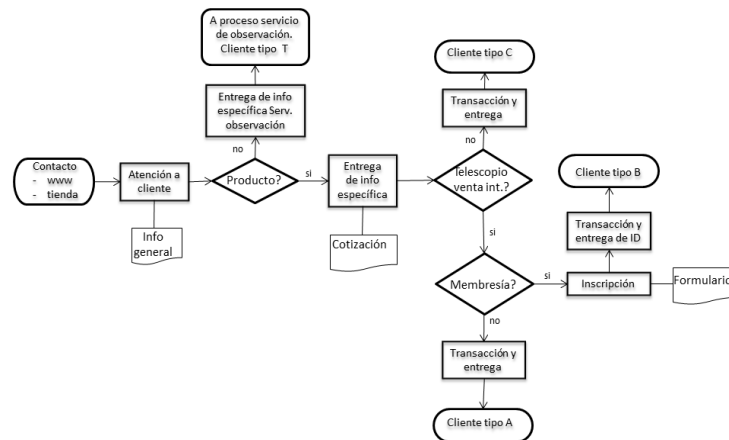 A proceso servicio
de observación.
Cliente tipo T
Entrega de info
específica Serv.
observación
no
Contacto
- www
- tienda
Atención a
cliente
Info
general
Producto?
si
Entrega
de info
específica
Cotización
Cliente tipo C
Transacción y
entrega
no
Telescopio
venta int.?
si
Membresía?
si
Inscripción
Formulario
Transacción y
entrega de ID
Cliente tipo B
no
Transacción y
entrega
Cliente tipo A